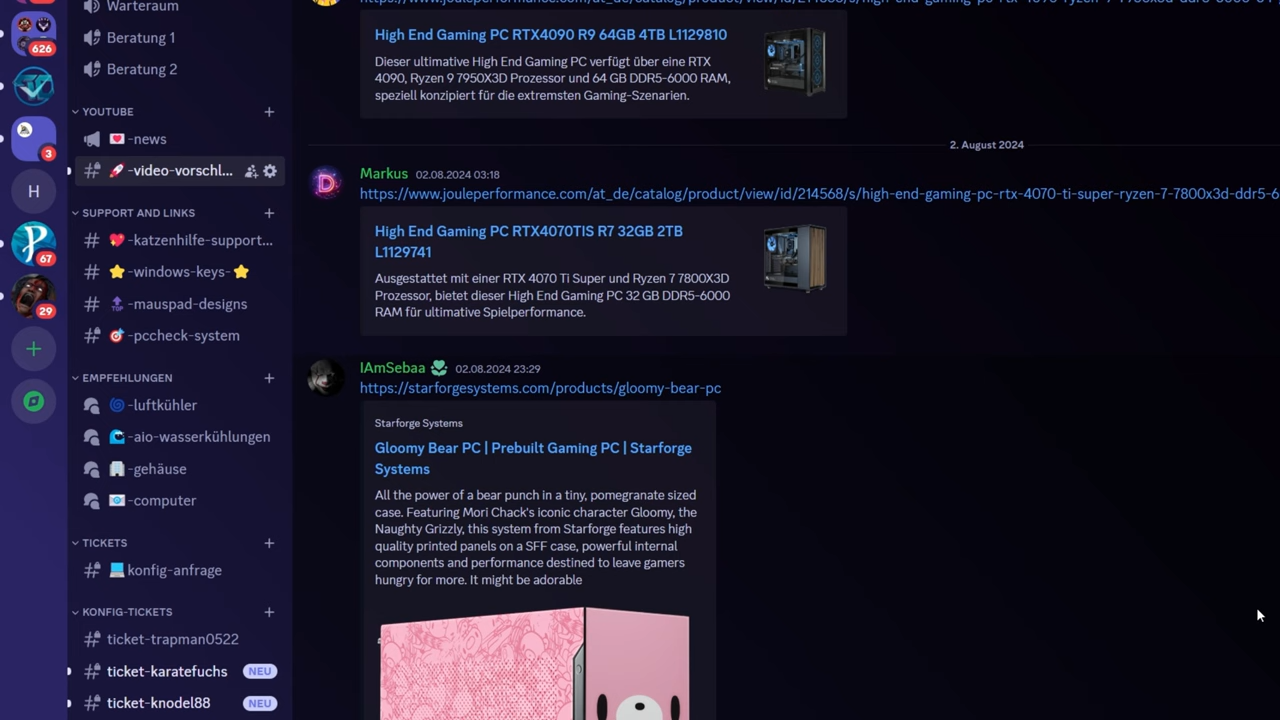 Warteraum
626
Beratung 1
Beratung 2
YOUTUBE
-news
3
-video-vorschl...
H
SUPPORT AND LINKS
-katzenhilfe-support...
67
-windows-keys-
29
-mauspad-designs
-pccheck-system
EMPFEHLUNGEN
-luftkühler
-aio-wasserkühlungen
-gehäuse
-computer
TICKETS
konfig-anfrage
KONFIG-TICKETS
ticket-trapman0522
ticket-karatefuchs NEU
ticket-knodel88 NEU
High End Gaming PC RTX4090 R9 64GB 4TB L1129810
Dieser ultimative High End Gaming PC verfügt über eine RTX
4090, Ryzen 9 7950X3D Prozessor und 64 GB DDR5-6000 RAM,
speziell konzipiert für die extremsten Gaming-Szenarien.
2. August 2024
Markus 02.08.2024 03:18
https://www.jouleperformance.com/at_de/catalog/product/view/id/214568/s/high-end-gaming-pc-rtx-4070-ti-super-ryzen-7-7800x3d-ddr5-6
High End Gaming PC RTX4070TIS R7 32GB 2TB
L1129741
Ausgestattet mit einer RTX 4070 Ti Super und Ryzen 7 7800X3D
Prozessor, bietet dieser High End Gaming PC 32 GB DDR5-6000
RAM für ultimative Spielperformance.
IAmSebaa 02.08.2024 23:29
https://starforgesystems.com/products/gloomy-bear-pc
Starforge Systems
Gloomy Bear PC | Prebuilt Gaming PC | Starforge
Systems
All the power of a bear punch in a tiny, pomegranate sized
case. Featuring Mori Chack's iconic character Gloomy, the
Naughty Grizzly, this system from Starforge features high
quality printed panels on a SFF case, powerful internal
components and performance destined to leave gamers
hungry for more. It might be adorable